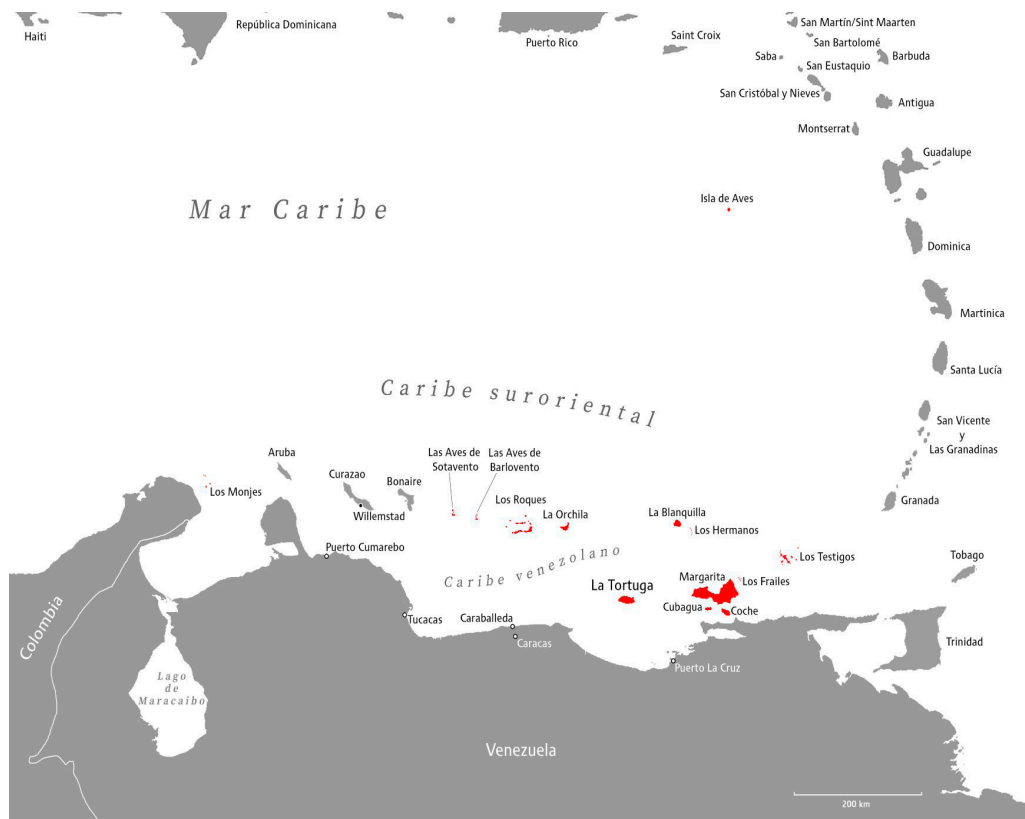 Haiti
República Dominicana
Puerto Rico
Saint Croix
San Martín/Sint Maarten
San Bartolomé
Saba
San Eustaquio
Barbuda
San Cristóbal y Nieves
Antigua
Montserrat
Guadalupe
Isla de Aves
Mar Caribe
Dominica
Martinica
Santa Lucía
Caribe suroriental
San Vicente
y
Las Granadinas
Aruba
Las Aves de
Sotavento
Las Aves de
Barlovento
Curazao
Bonaire
Los Monjes
Los Roques
Granada
Willemstad
La Orchila
La Blanquilla
Los Hermanos
Puerto Cumarebo
Caribe venezolano
Los Testigos
Tobago
La Tortuga
Margarita
Los Frailes
Cubagua
Coche
Colombia
Tucacas
Caraballeda
Caracas
Trinidad
Puerto La Cruz
Lago
de
Maracaibo
Venezuela
200 km